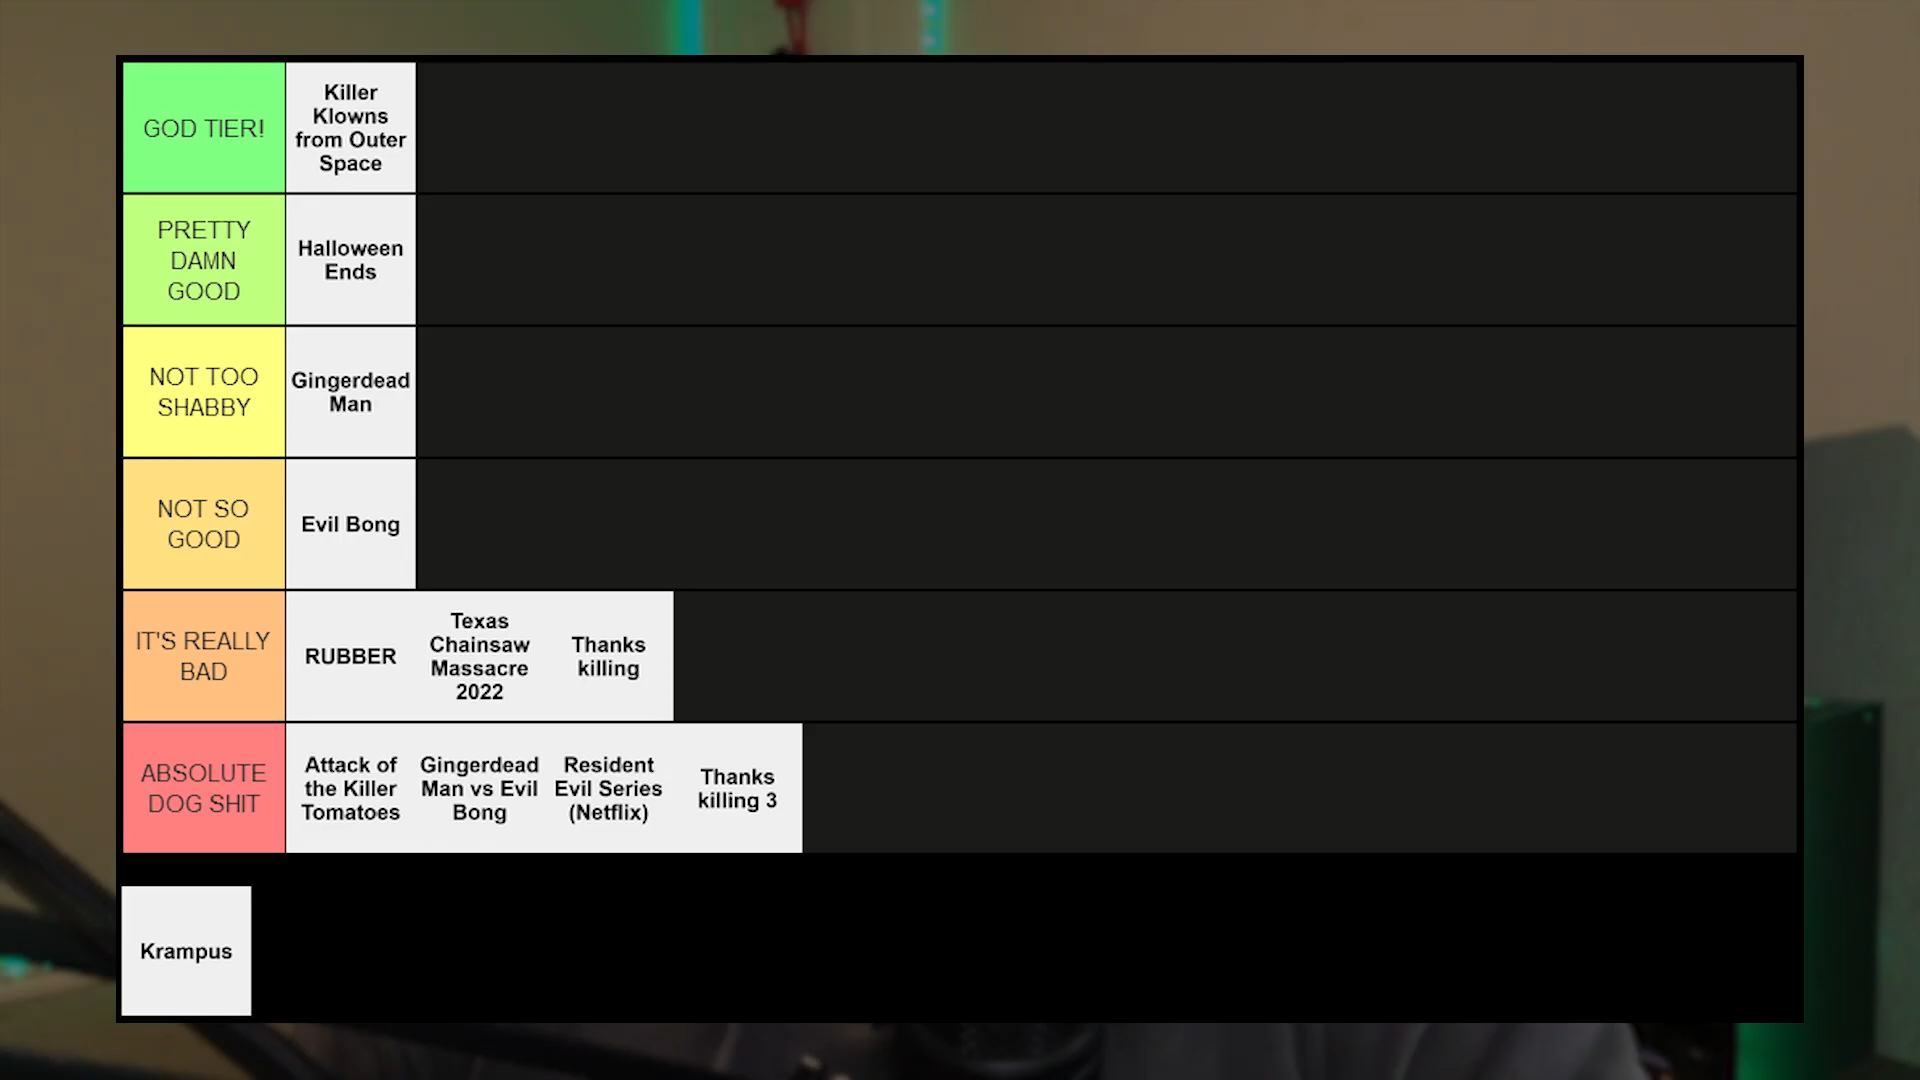 GOD TIER!
Killer
Klowns
from Outer
Space
PRETTY
DAMN
GOOD
Halloween
Ends
NOT TOO
SHABBY
Gingerdead
Man
NOT SO
GOOD
Evil Bong
IT'S REALLY
BAD
RUBBER
Texas
Chainsaw
Massacre
2022
Thanks
killing
ABSOLUTE
DOG SHIT
Attack of
the Killer
Tomatoes
Gingerdead
Man vs Evil
Bong
Resident
Evil Series
(Netflix)
Thanks
killing 3
Krampus